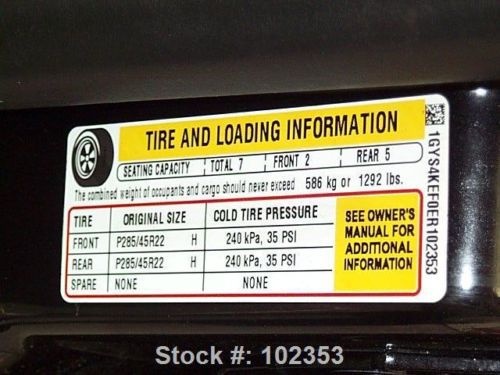 TIRE AND LOADING INFORMATION
SEATING CAPACITY | TOTAL 7 | FRONT 2 | REAR 5
The combined weight of occupants and cargo should never exceed 586 kg or 1292 lbs.
TIRE ORIGINAL SIZE COLD TIRE PRESSURE
FRONT P285/45R22 H 240 kPa, 35 PSI
REAR P285/45R22 H 240 kPa, 35 PSI
SPARE NONE NONE
SEE OWNER'S
MANUAL FOR
ADDITIONAL
INFORMATION
1GYS4KEF0ER102353
Stock #: 102353